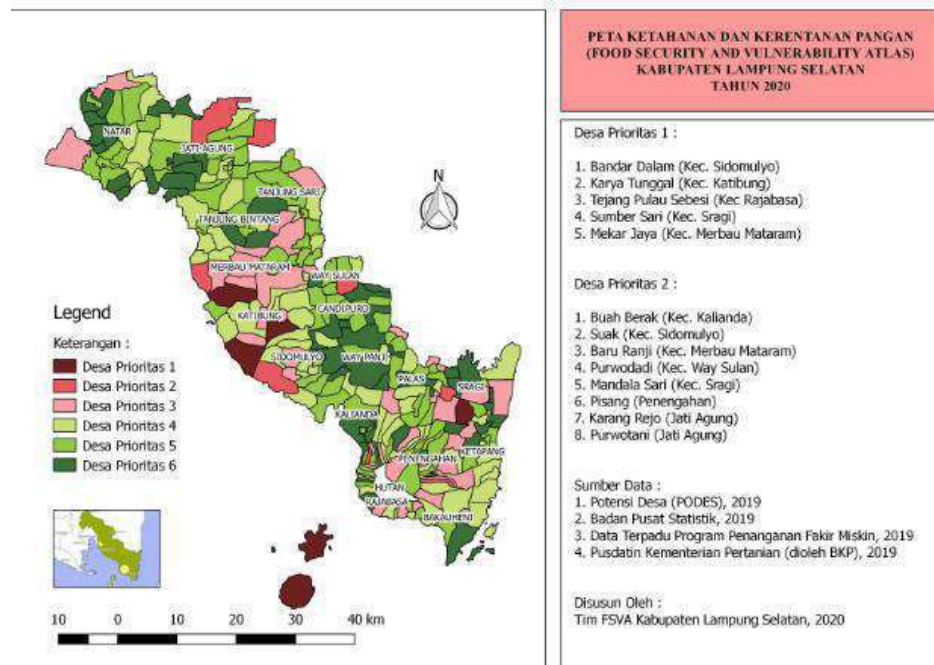 PETA KETAHANAN DAN KERENTANAN PANGAN
(FOOD SECURITY AND VULNERABILITY ATLAS)
KABUPATEN LAMPUNG SELATAN
TAHUN 2020
Desa Prioritas 1 :
1. Bandar Dalam (Kec. Sidomulyo)
2. Karya Tunggal (Kec. Katibung)
3. Tejang Pulau Sebesi (Kec Rajabasa)
4. Sumber Sari (Kec. Sragi)
5. Mekar Jaya (Kec. Merbau Mataram)
Desa Prioritas 2 :
1. Buah Berak (Kec. Kalianda)
2. Suak (Kec. Sidomulyo)
3. Baru Ranji (Kec. Merbau Mataram)
4. Purwodadi (Kec. Way Sulan)
5. Mandala Sari (Kec. Sragi)
6. Pisang (Penengahan)
7. Karang Rejo (Jati Agung)
8. Purwotani (Jati Agung)
Sumber Data :
1. Potensi Desa (PODES), 2019
2. Badan Pusat Statistik, 2019
3. Data Terpadu Program Penanganan Fakir Miskin, 2019
4. Pusdatin Kementerian Pertanian (dioleh BKP), 2019
Disusun Oleh :
Tim FSVA Kabupaten Lampung Selatan, 2020
NATAR
JATI AGUNG
TANJUNG SARI
TANJUNG BINTANG
MERBAU MATARAM
WAY SULAN
KATIBUNG
CANDIPURO
SIDOMULYO
WAY PANJI
PALAS
SRAGI
KALIANDA
KETAPANG
PENENGAHAN
HUTAN
RAJABASA
BAKAUHENI
N
Legend
Keterangan :
Desa Prioritas 1
Desa Prioritas 2
Desa Prioritas 3
Desa Prioritas 4
Desa Prioritas 5
Desa Prioritas 6
10 0 10 20 30 40 km